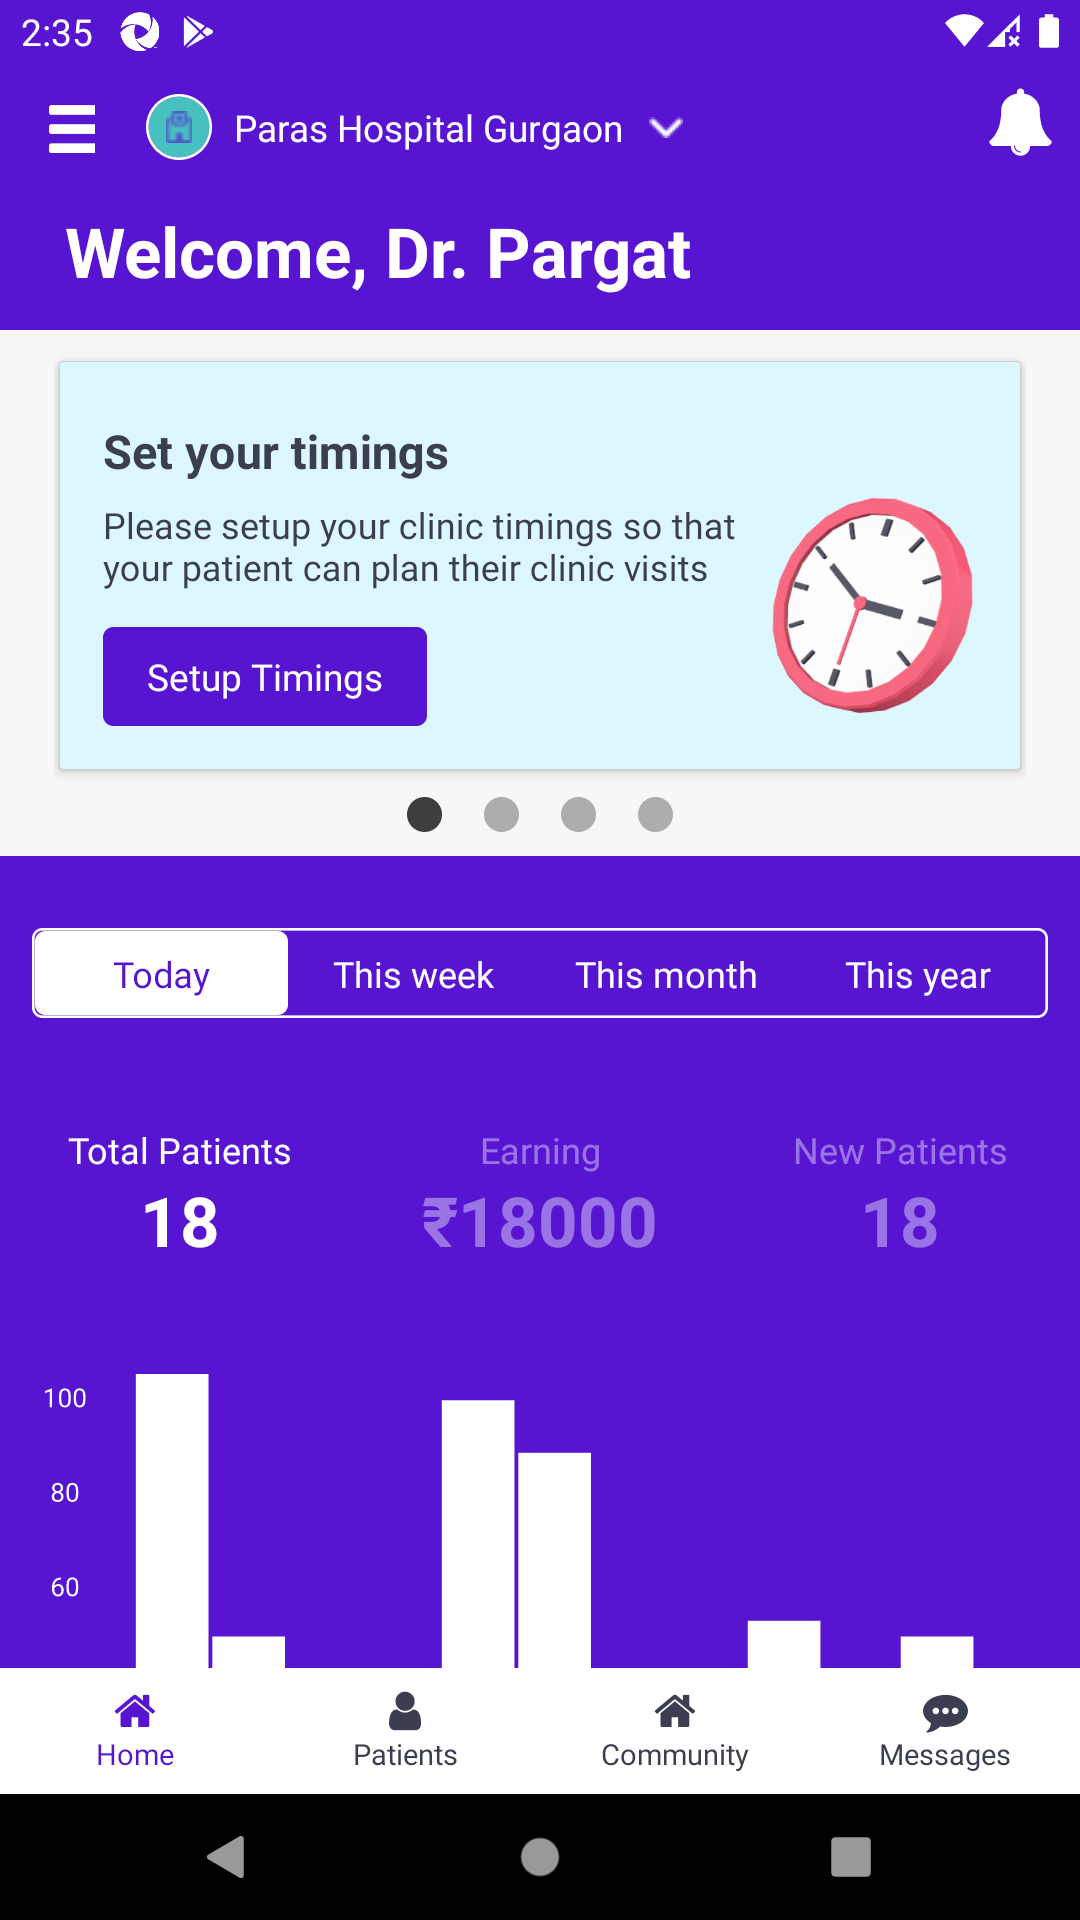 2:35
Paras Hospital Gurgaon
Welcome, Dr. Pargat
Set your timings
Please setup your clinic timings so that
your patient can plan their clinic visits
Setup Timings
Today This week This month This year
Total Patients Earning New Patients
18 ₹18000 18
100
80
60
Home Patients Community Messages